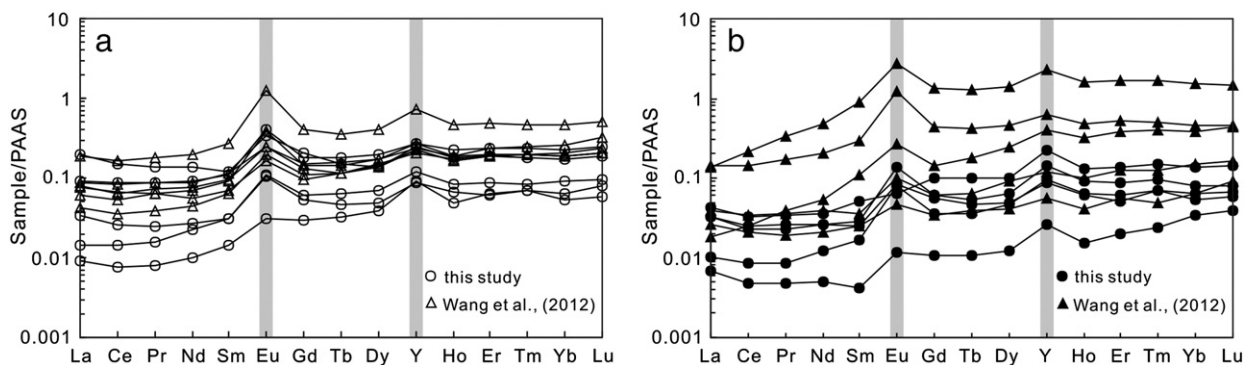 a
Sample/PAAS
10
1
0.1
0.01
0.001
this study
Wang et al., (2012)
La Ce Pr Nd Sm Eu Gd Tb Dy Y Ho Er Tm Yb Lu
b
Sample/PAAS
10
1
0.1
0.01
0.001
this study
Wang et al., (2012)
La Ce Pr Nd Sm Eu Gd Tb Dy Y Ho Er Tm Yb Lu